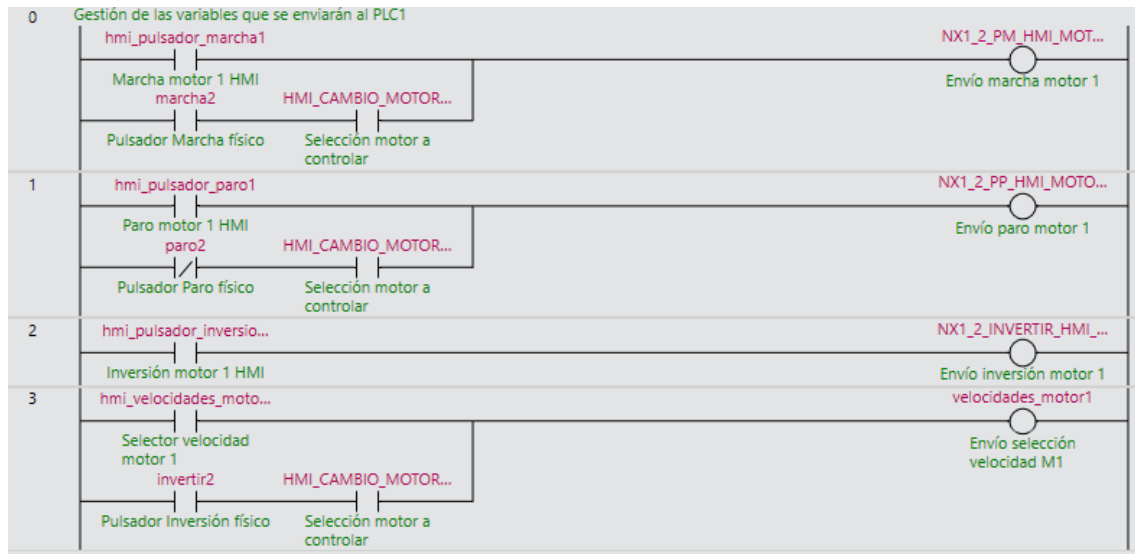 0 Gestión de las variables que se enviarán al PLC1
hmi_pulsador_marcha1 NX1_2_PM_HMI_MOT...
Marcha motor 1 HMI Envío marcha motor 1
marcha2 HMI_CAMBIO_MOTOR...
Pulsador Marcha físico Selección motor a
controlar
1 hmi_pulsador_paro1 NX1_2_PP_HMI_MOTO...
Paro motor 1 HMI Envío paro motor 1
paro2 HMI_CAMBIO_MOTOR...
Pulsador Paro físico Selección motor a
controlar
2 hmi_pulsador_inversio... NX1_2_INVERTIR_HMI_...
Inversión motor 1 HMI Envío inversión motor 1
3 hmi_velocidades_moto... velocidades_motor1
Selector velocidad Envío selección
motor 1 velocidad M1
invertir2 HMI_CAMBIO_MOTOR...
Pulsador Inversión físico Selección motor a
controlar